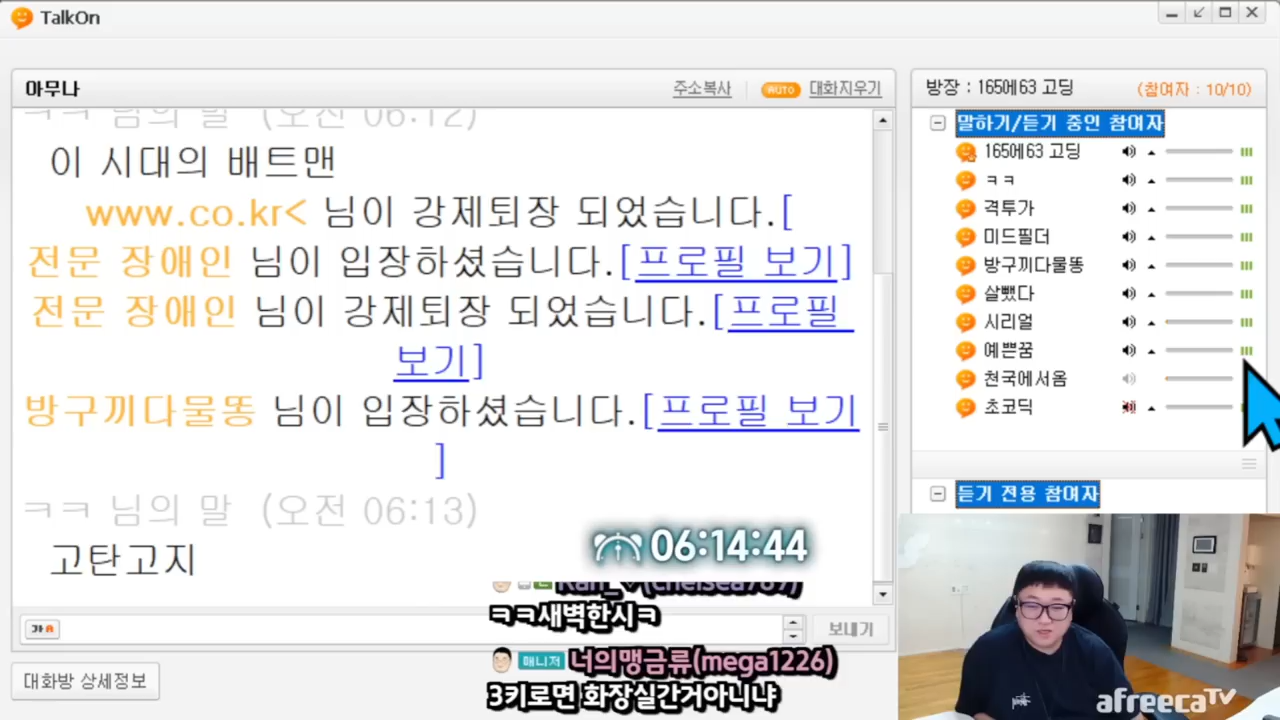 TalkOn
아무나
주소복사
AUTO 대화지우기
ㅋㅋ 님의 말 (오전 06:12)
이 시대의 배트맨
www.co.kr< 님이 강제퇴장 되었습니다.[
전문 장애인 님이 입장하셨습니다.[프로필 보기]
전문 장애인 님이 강제퇴장 되었습니다.[프로필
보기]
방구끼다물똥 님이 입장하셨습니다.[프로필 보기
]
ㅋㅋ 님의 말 (오전 06:13)
고탄고지
06:14:44
(chelsea789)
ㅋㅋ새벽한시ㅋ
매니저 너의맹금류(mega1226)
3키로면 화장실간거아니냐
가
보내기
대화방 상세정보
방장 : 165에63 고딩 (참여자 : 10/10)
말하기/듣기 중인 참여자
165에63 고딩
ㅋㅋ
격투가
미드필더
방구끼다물똥
살뺐다
시리얼
예쁜꿈
천국에서옴
초코딕
듣기 전용 참여자
afreecaTV